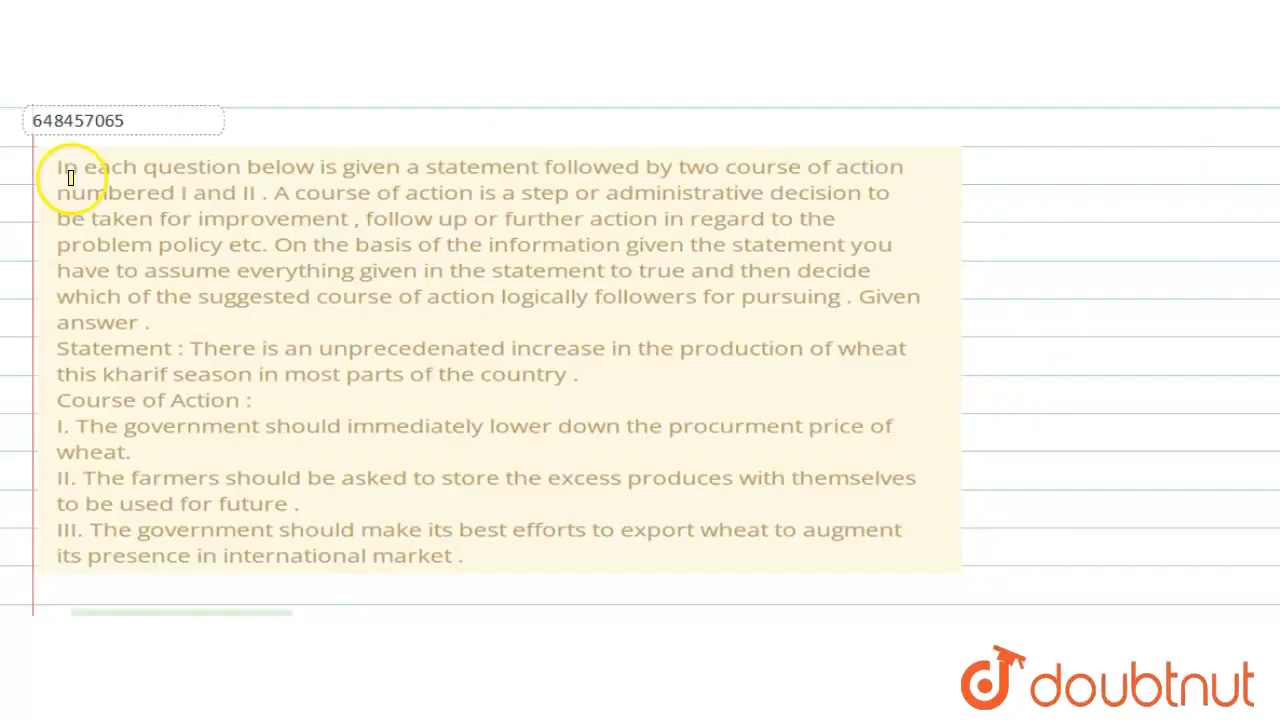 648457065
In each question below is given a statement followed by two course of action
numbered I and II . A course of action is a step or administrative decision to
be taken for improvement , follow up or further action in regard to the
problem policy etc. On the basis of the information given the statement you
have to assume everything given in the statement to true and then decide
which of the suggested course of action logically followers for pursuing . Given
answer .
Statement : There is an unprecedenated increase in the production of wheat
this kharif season in most parts of the country .
Course of Action :
I. The government should immediately lower down the procurment price of
wheat.
II. The farmers should be asked to store the excess produces with themselves
to be used for future .
III. The government should make its best efforts to export wheat to augment
its presence in international market .
doubtnut